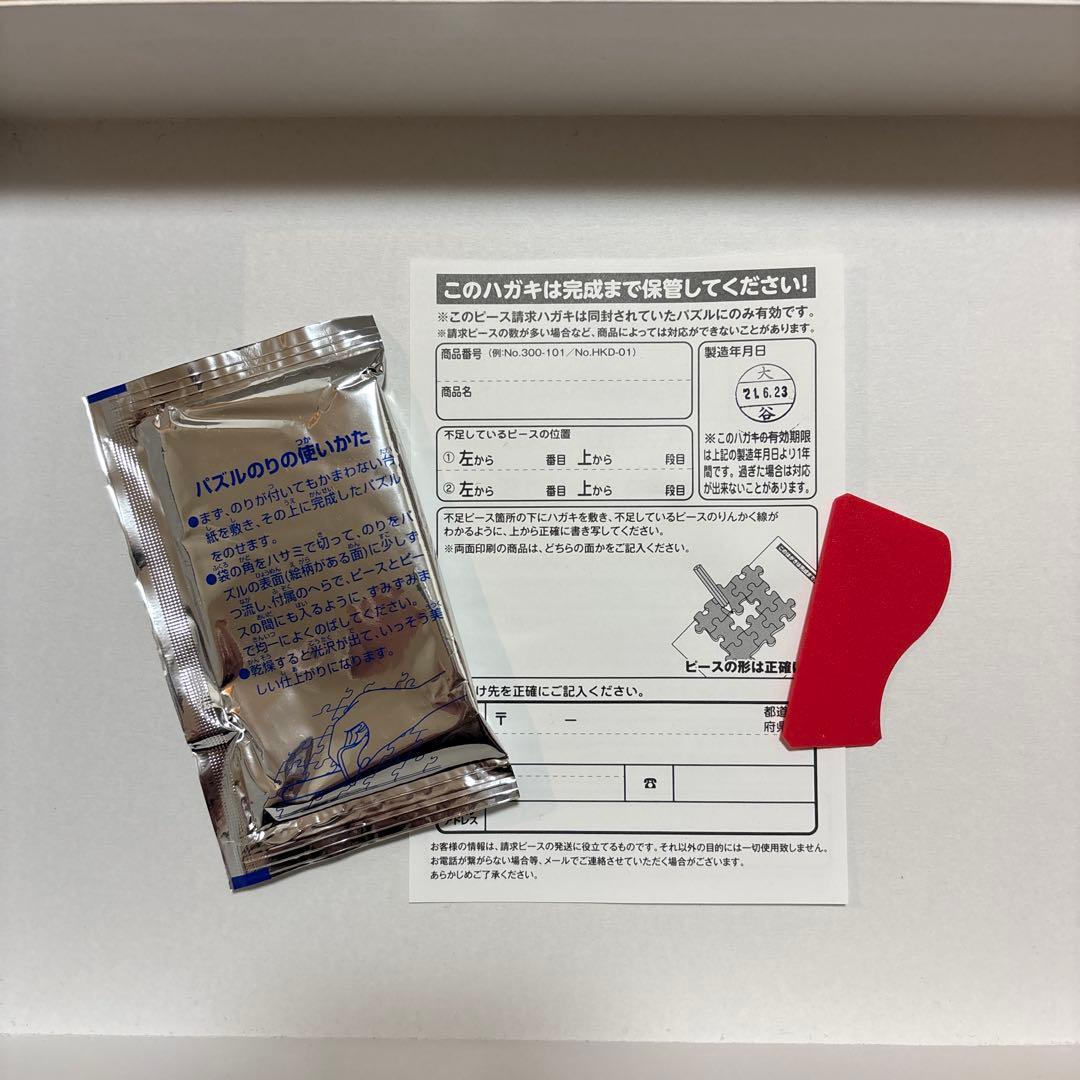 パズルのりの使いかた
●まず、のりが付いてもかまわない台
紙を敷き、その上に完成したパズル
をのせます。
●袋の角をハサミで切って、のりをパ
ズルの表面(絵柄がある面)に少しず
つ流し、付属のへらで、ピースとピー
スの間にも入るように、すみずみま
で均一によくのばしてください。
●乾燥すると光沢が出て、いっそう美
しい仕上がりになります。
このハガキは完成まで保管してください!
※このピース請求ハガキは同封されていたパズルにのみ有効です。
※請求ピースの数が多い場合など、商品によっては対応ができないことがあります。
商品番号(例:No.300-101/No.HKD-01)
商品名
製造年月日
大
'21.6.23
谷
※このハガキの有効期限
は上記の製造年月日より1年
間です。過ぎた場合は対応
が出来ないことがあります。
不足しているピースの位置
① 左から 番目 上から 段目
② 左から 番目 上から 段目
不足ピース箇所の下にハガキを敷き、不足しているピースのりんかく線が
わかるように、上から正確に書き写してください。
※両面印刷の商品は、どちらの面かをご記入ください。
ピースの形は正確に
け先を正確にご記入ください。
〒 ー 都道
府県
☎
アドレス
お客様の情報は、請求ピースの発送に役立てるものです。それ以外の目的には一切使用致しません。
お電話が繋がらない場合等、メールでご連絡させていただく場合がございます。
あらかじめご了承ください。